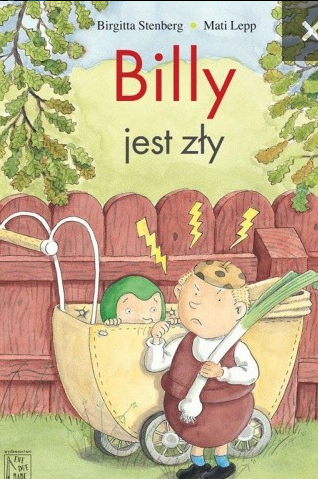 Birgitta Stenberg • Mati Lepp
Billy
jest zły